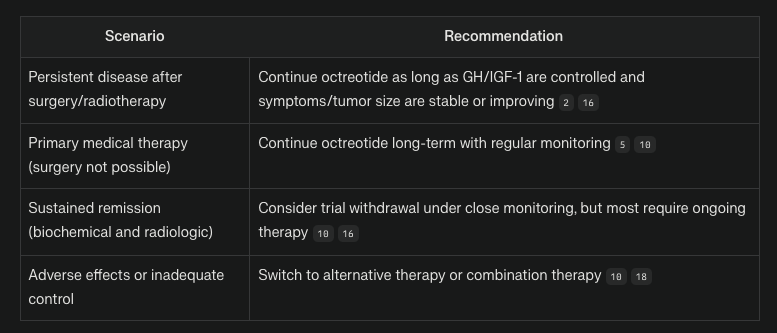 Scenario Recommendation
Persistent disease after Continue octreotide as long as GH/IGF-1 are controlled and
surgery/radiotherapy symptoms/tumor size are stable or improving 2 16
Primary medical therapy Continue octreotide long-term with regular monitoring 5 10
(surgery not possible)
Sustained remission Consider trial withdrawal under close monitoring, but most require ongoing
(biochemical and radiologic) therapy 10 16
Adverse effects or inadequate Switch to alternative therapy or combination therapy 10 18
control